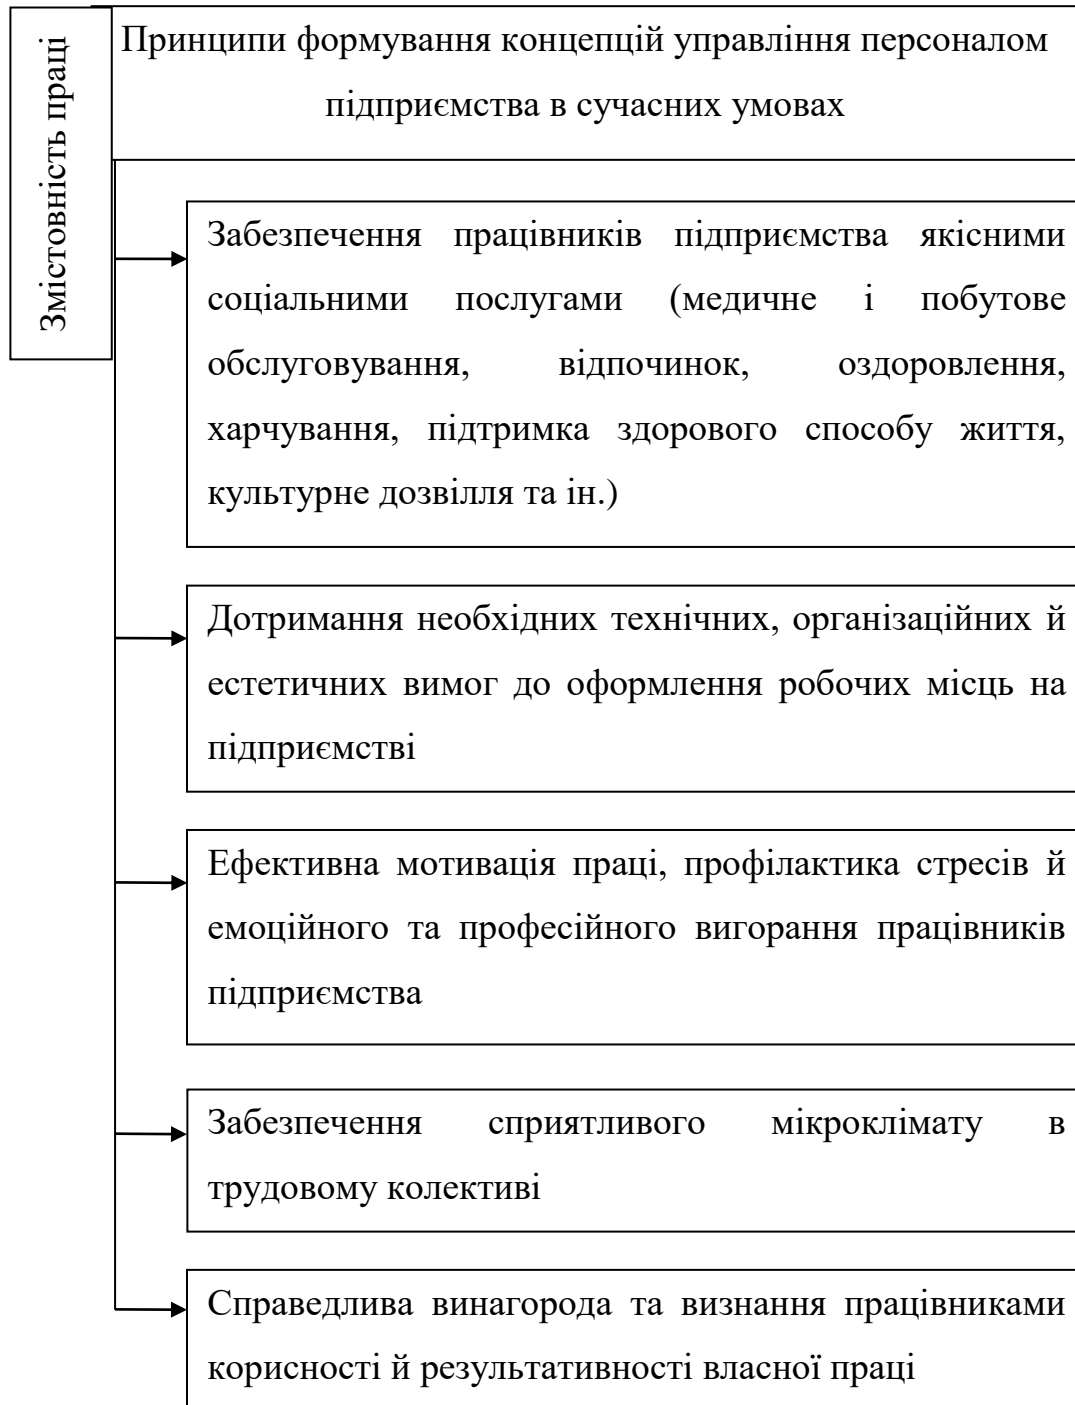 Змістовність праці
Принципи формування концепцій управління персоналом
підприємства в сучасних умовах
Забезпечення працівників підприємства якісними
соціальними послугами (медичне і побутове
обслуговування, відпочинок, оздоровлення,
харчування, підтримка здорового способу життя,
культурне дозвілля та ін.)
Дотримання необхідних технічних, організаційних й
естетичних вимог до оформлення робочих місць на
підприємстві
Ефективна мотивація праці, профілактика стресів й
емоційного та професійного вигорання працівників
підприємства
Забезпечення сприятливого мікроклімату в
трудовому колективі
Справедлива винагорода та визнання працівниками
корисності й результативності власної праці